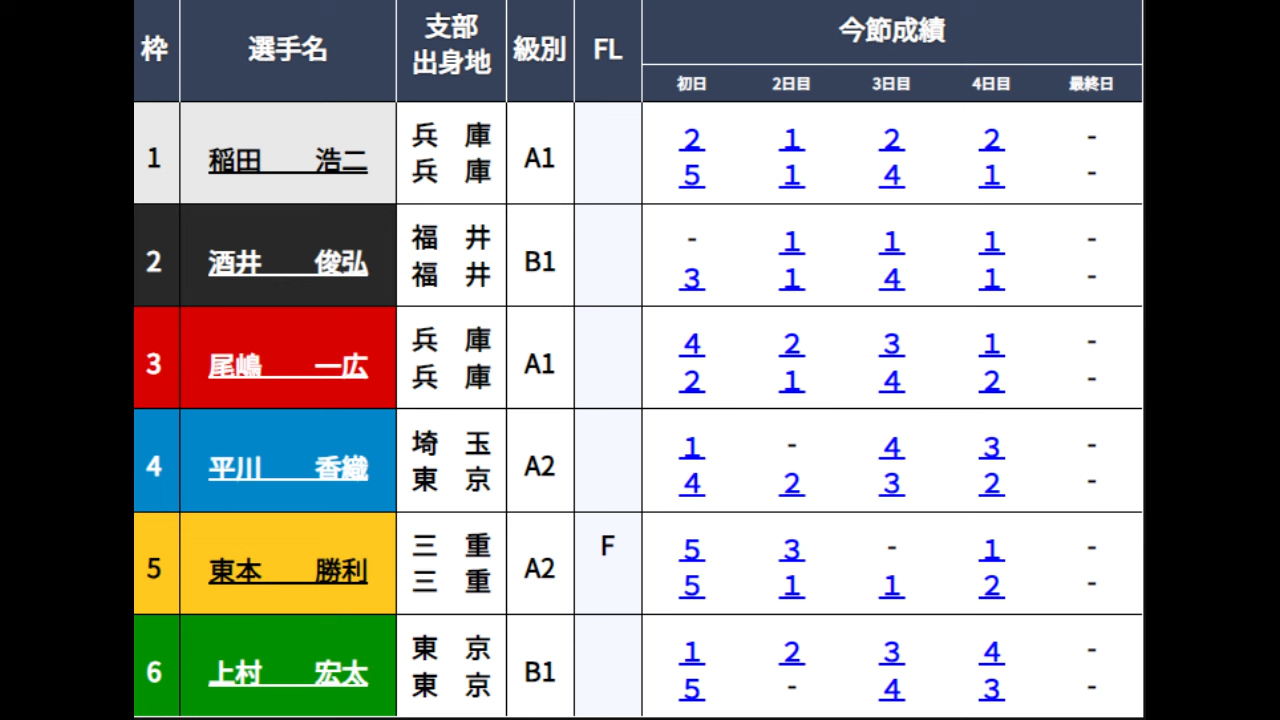 枠 選手名 支部 出身地 級別 FL 今節成績
初日 2日目 3日目 4日目 最終日
1 稲田 浩二 兵 庫 A1 2 1 2 2 -
兵 庫 5 1 4 1 -
2 酒井 俊弘 福 井 B1 - 1 1 1 -
福 井 3 1 4 1 -
3 尾嶋 一広 兵 庫 A1 4 2 3 1 -
兵 庫 2 1 4 2 -
4 平川 香織 埼 玉 A2 1 - 4 3 -
東 京 4 2 3 2 -
5 東本 勝利 三 重 A2 F 5 3 - 1 -
三 重 5 1 1 2 -
6 上村 宏太 東 京 B1 1 2 3 4 -
東 京 5 - 4 3 -